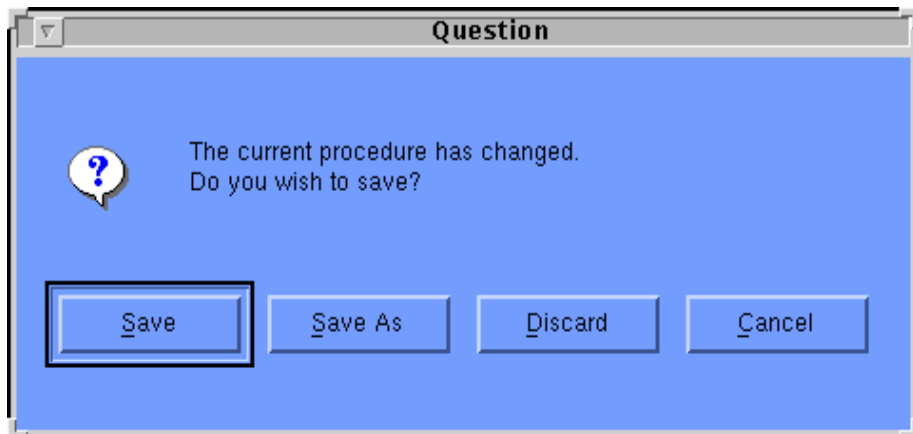 Question
?
The current procedure has changed.
Do you wish to save?
Save
Save As
Discard
Cancel